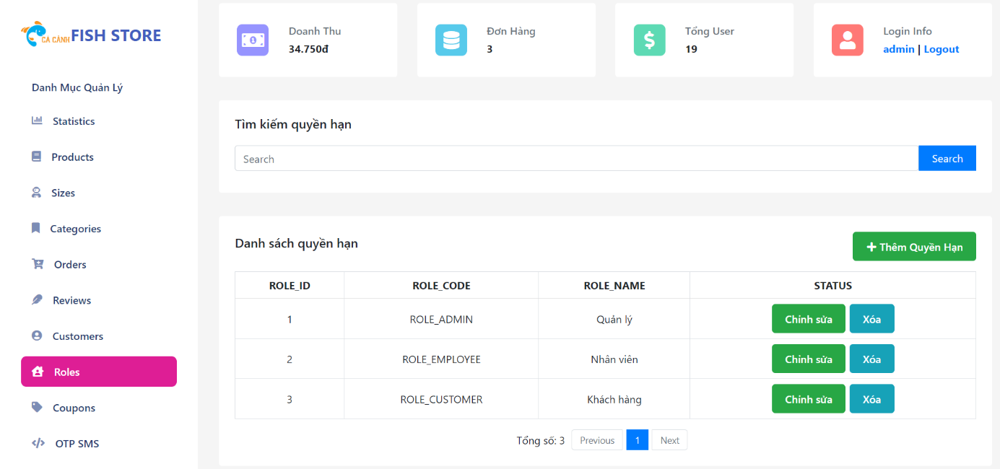 CA CẢNH FISH STORE
Danh Mục Quản Lý
Statistics
Products
Sizes
Categories
Orders
Reviews
Customers
Roles
Coupons
OTP SMS
Doanh Thu
34.750đ
Đơn Hàng
3
Tổng User
19
Login Info
admin | Logout
Tìm kiếm quyền hạn
Search Search
Danh sách quyền hạn
Thêm Quyền Hạn
ROLE_ID ROLE_CODE ROLE_NAME STATUS
1 ROLE_ADMIN Quản lý Chỉnh sửa Xóa
2 ROLE_EMPLOYEE Nhân viên Chỉnh sửa Xóa
3 ROLE_CUSTOMER Khách hàng Chỉnh sửa Xóa
Tổng số: 3 Previous 1 Next